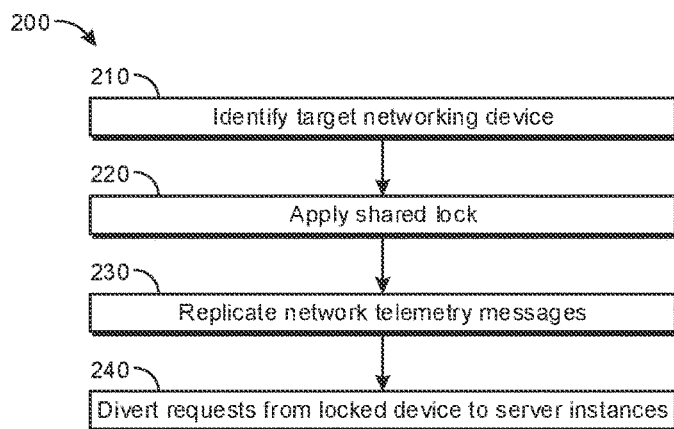 200
210
Identify target networking device
220
Apply shared lock
230
Replicate network telemetry messages
240
Divert requests from locked device to server instances